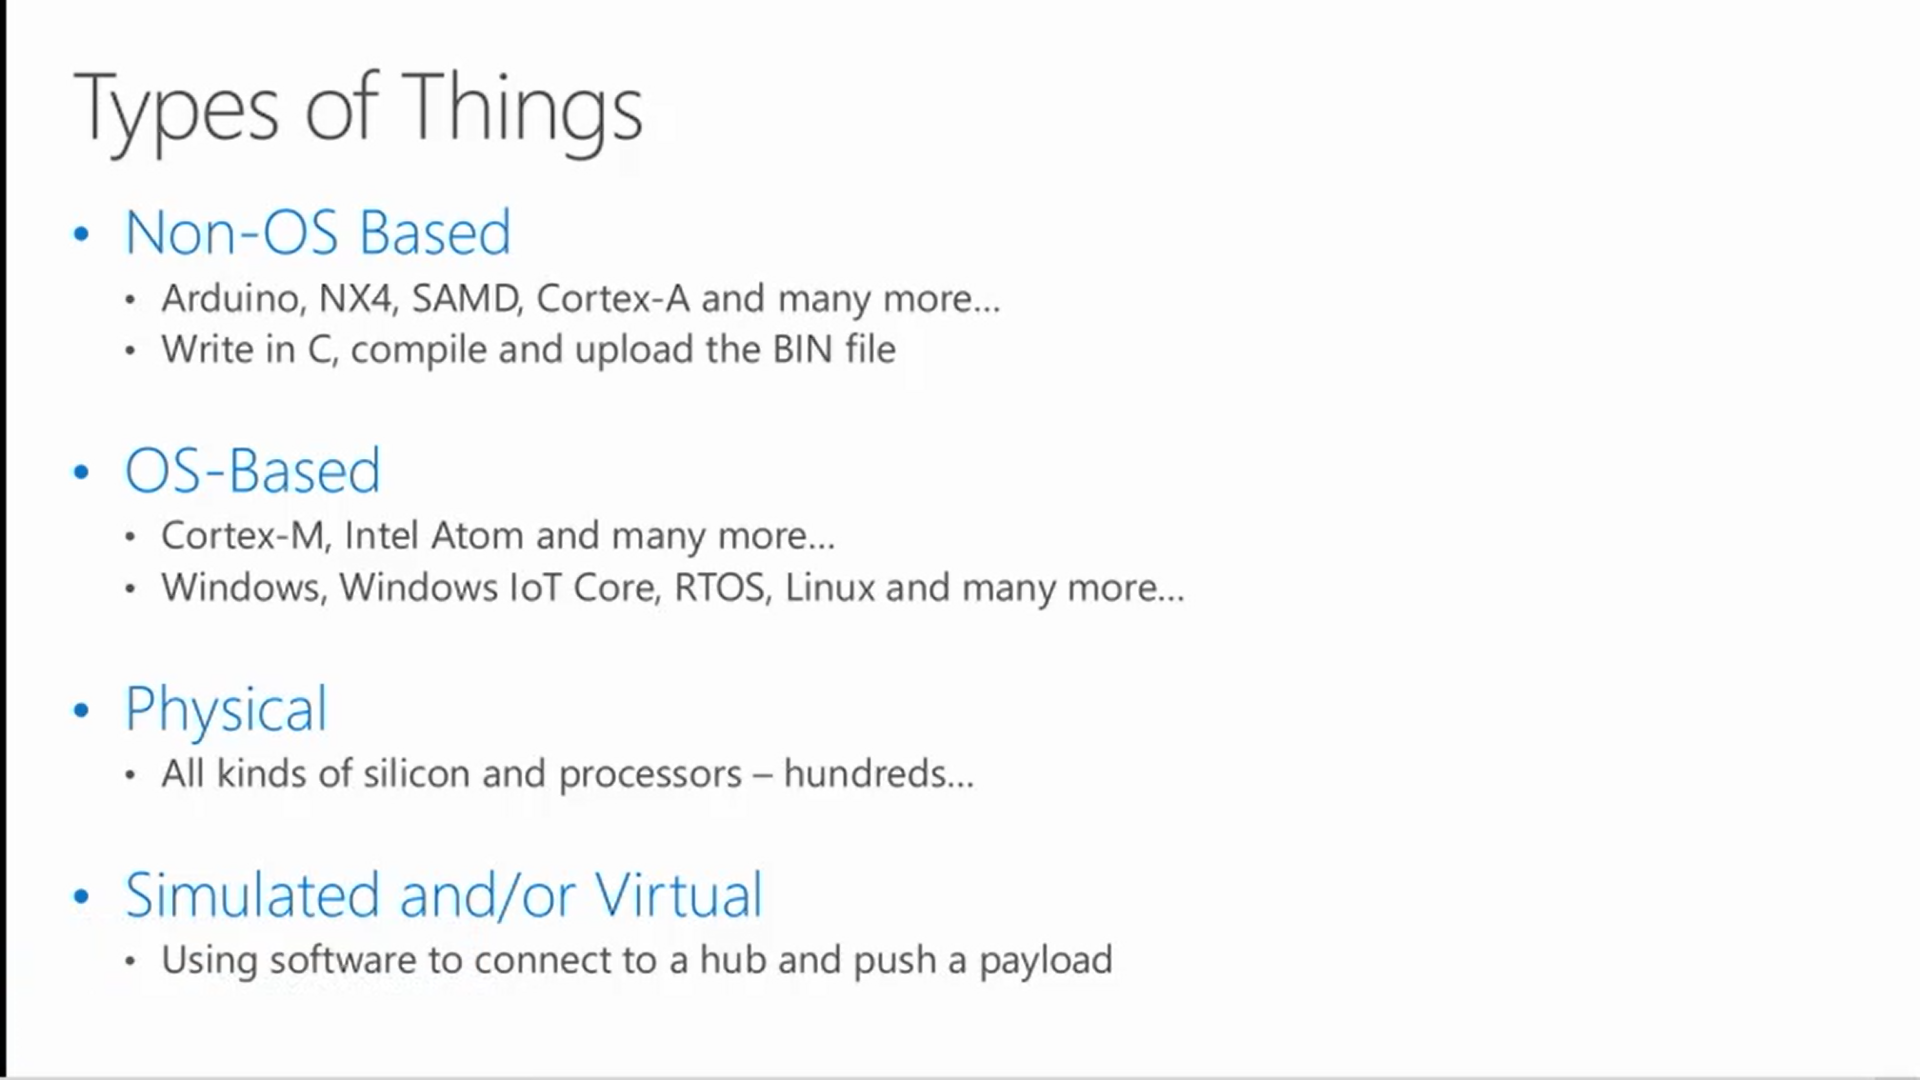 Types of Things
• Non-OS Based
• Arduino, NX4, SAMD, Cortex-A and many more...
• Write in C, compile and upload the BIN file
• OS-Based
• Cortex-M, Intel Atom and many more...
• Windows, Windows IoT Core, RTOS, Linux and many more...
• Physical
• All kinds of silicon and processors – hundreds...
• Simulated and/or Virtual
• Using software to connect to a hub and push a payload